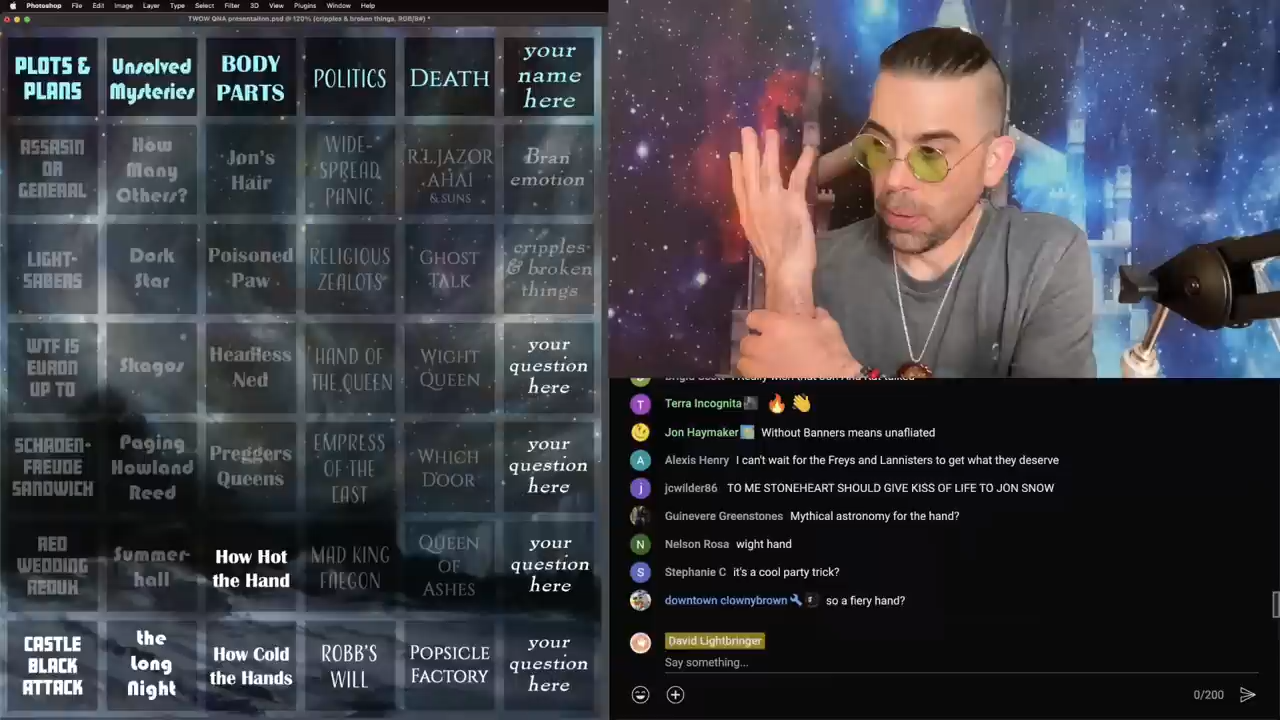 Photoshop File Edit Image Layer Type Select Filter 3D View Plugins Window Help
TWOW QNA presentation.psd @ 120% (cripples & broken things, RGB/8#) *
PLOTS &
PLANS
Unsolved
Mysteries
BODY
PARTS
POLITICS
DEATH
your
name
here
ASSASIN
OR
GENERAL
How
Many
Others?
Jon's
Hair
WIDE-
SPREAD
PANIC
R.L.JAZOR
AHAI
& SUNS
Bran
emotion
LIGHT-
SABERS
Dark
Star
Poisoned
Paw
RELIGIOUS
ZEALOTS
GHOST
TALK
cripples
& broken
things
WTF IS
EURON
UP TO
Skagos
Headless
Ned
HAND OF
THE QUEEN
WIGHT
QUEEN
your
question
here
SCHADEN-
FREUDE
SANDWICH
Paging
Howland
Reed
Preggers
Queens
EMPRESS
OF THE
EAST
WHICH
DOOR
your
question
here
RED
WEDDING
REDUX
Summer-
hall
How Hot
the Hand
MAD KING
FAEGON
QUEEN
OF
ASHES
your
question
here
CASTLE
BLACK
ATTACK
the
Long
Night
How Cold
the Hands
ROBB'S
WILL
POPSICLE
FACTORY
your
question
here
Terra Incognita
Jon Haymaker Without Banners means unafliated
Alexis Henry I can't wait for the Freys and Lannisters to get what they deserve
jcwilder86 TO ME STONEHEART SHOULD GIVE KISS OF LIFE TO JON SNOW
Guinevere Greenstones Mythical astronomy for the hand?
Nelson Rosa wight hand
Stephanie C it's a cool party trick?
downtown clownybrown so a fiery hand?
David Lightbringer
Say something...
0/200